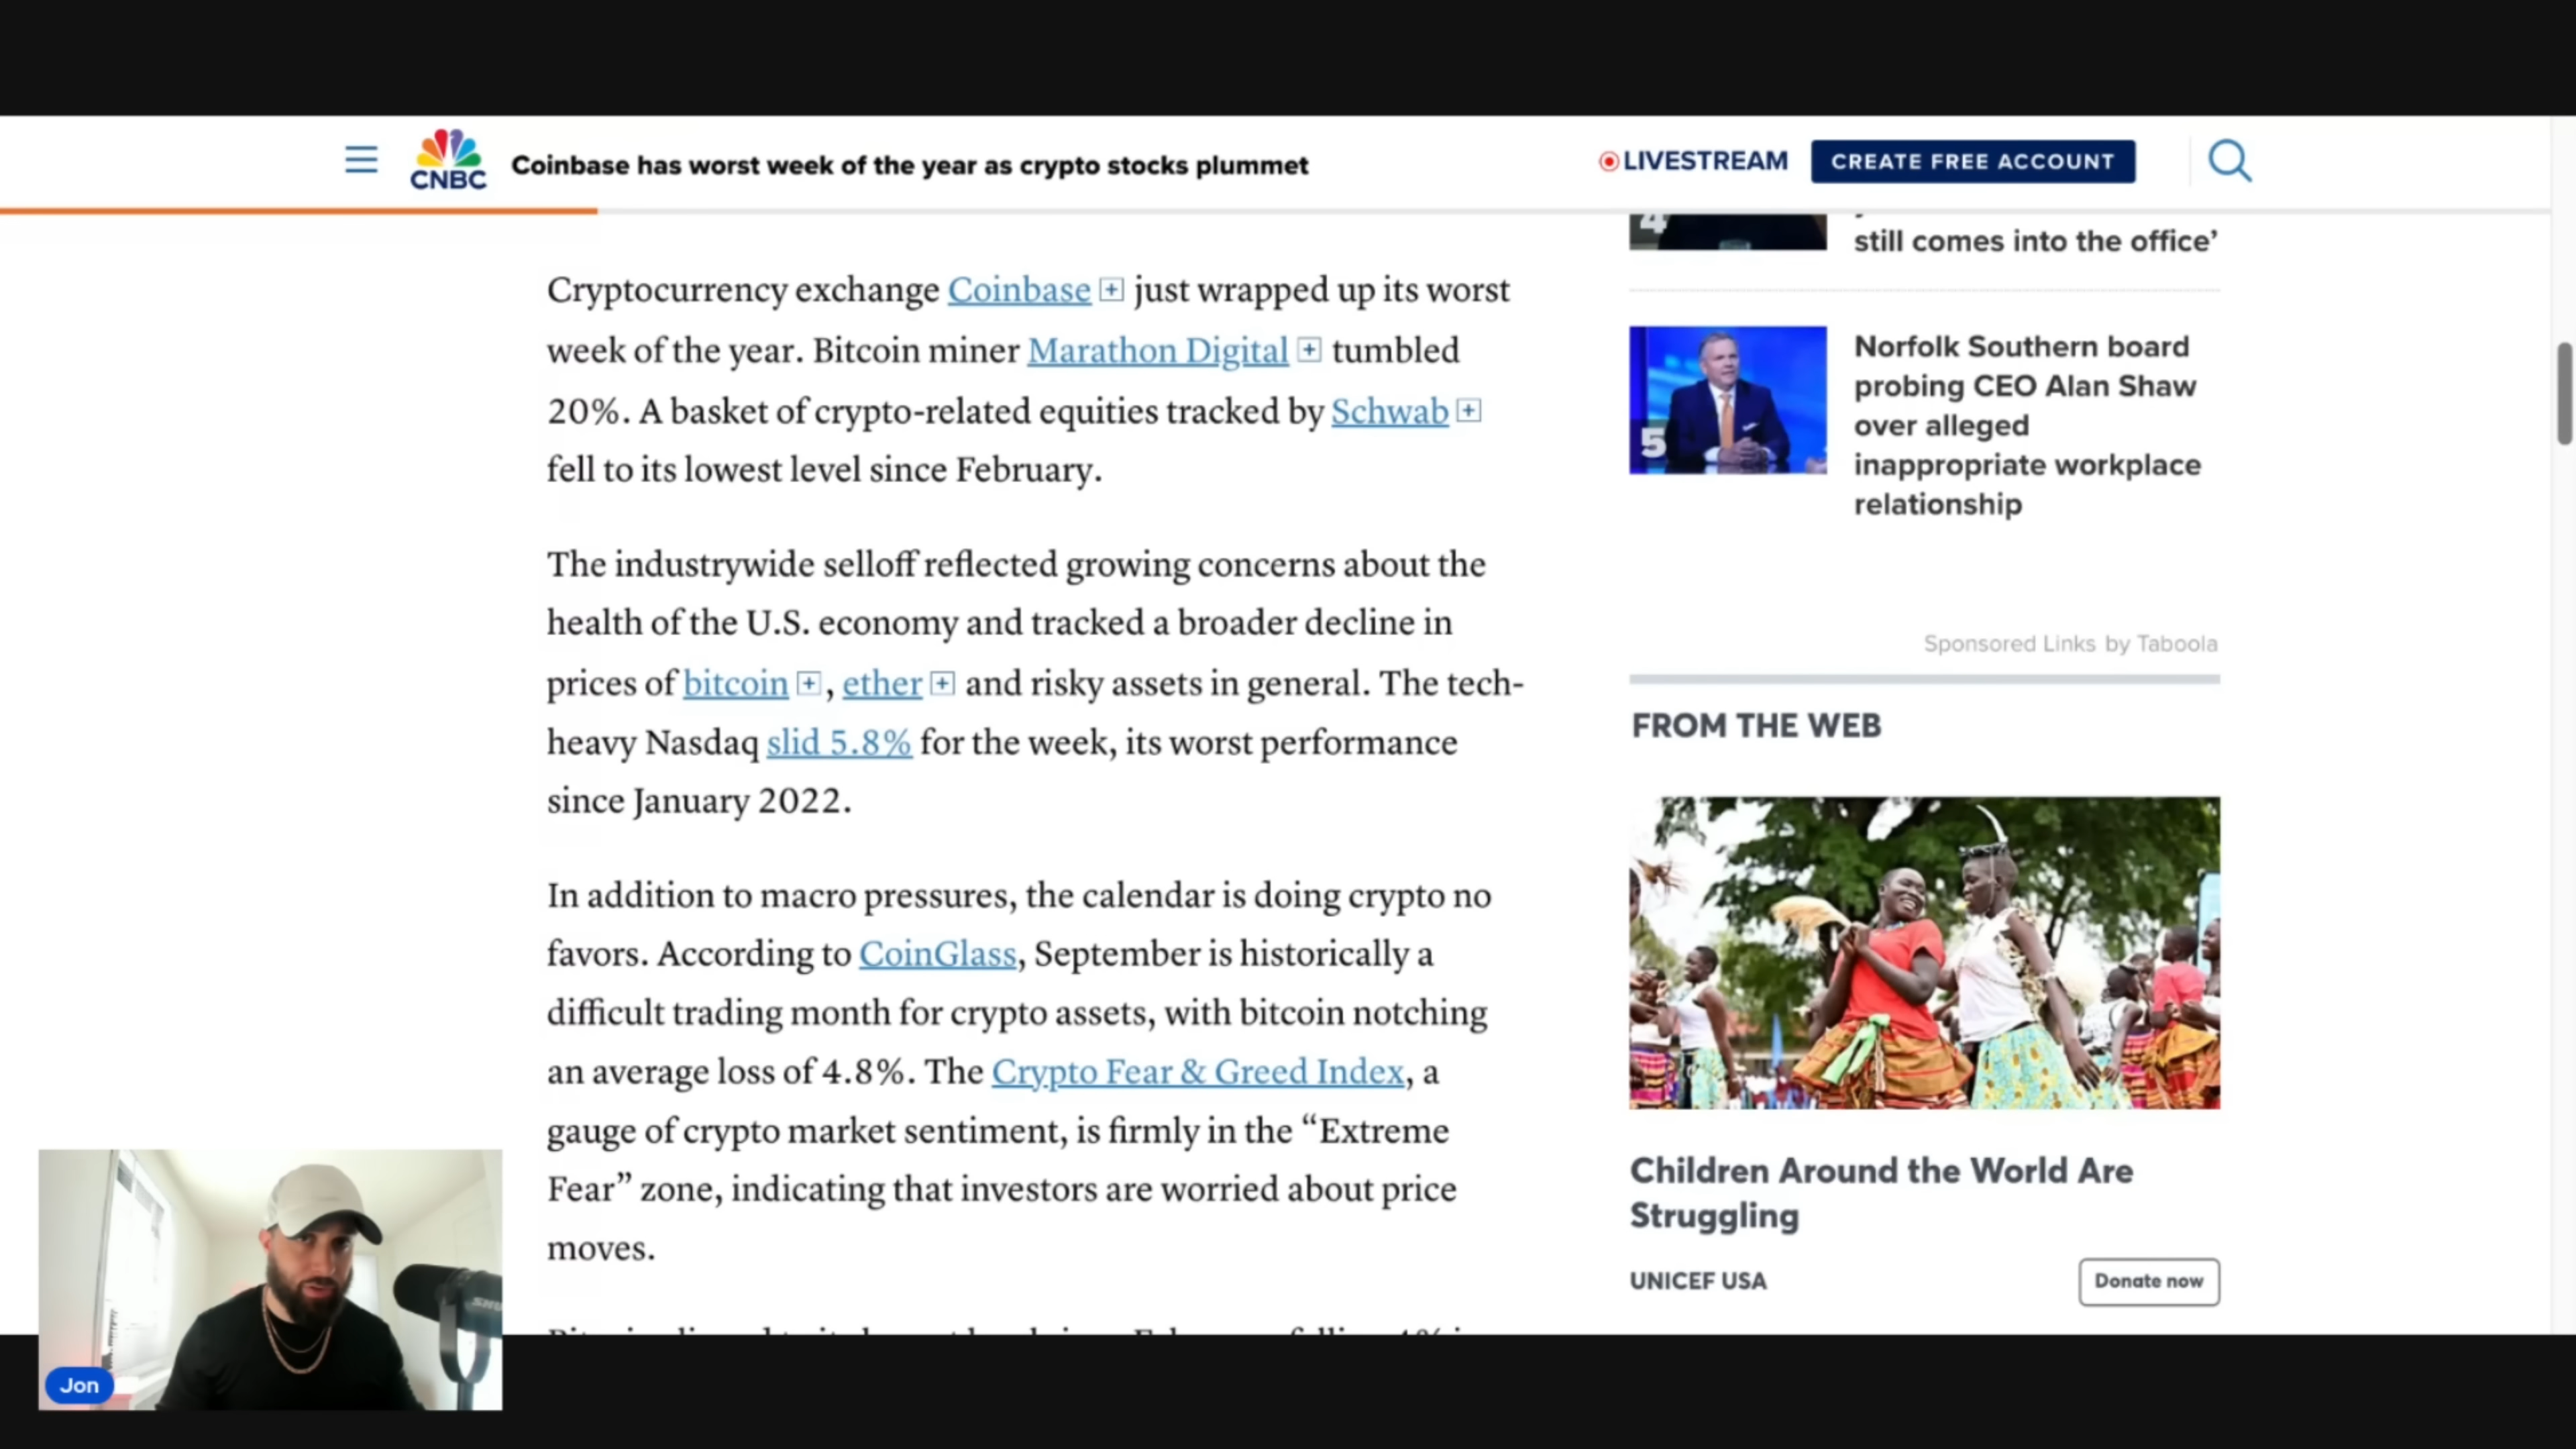 CNBC
Coinbase has worst week of the year as crypto stocks plummet
LIVESTREAM
CREATE FREE ACCOUNT
Cryptocurrency exchange Coinbase just wrapped up its worst
week of the year. Bitcoin miner Marathon Digital tumbled
20%. A basket of crypto-related equities tracked by Schwab
fell to its lowest level since February.
The industrywide selloff reflected growing concerns about the
health of the U.S. economy and tracked a broader decline in
prices of bitcoin, ether and risky assets in general. The tech-
heavy Nasdaq slid 5.8% for the week, its worst performance
since January 2022.
In addition to macro pressures, the calendar is doing crypto no
favors. According to CoinGlass, September is historically a
difficult trading month for crypto assets, with bitcoin notching
an average loss of 4.8%. The Crypto Fear & Greed Index, a
gauge of crypto market sentiment, is firmly in the “Extreme
Fear” zone, indicating that investors are worried about price
moves.
4
still comes into the office’
5
Norfolk Southern board
probing CEO Alan Shaw
over alleged
inappropriate workplace
relationship
Sponsored Links by Taboola
FROM THE WEB
Children Around the World Are
Struggling
UNICEF USA
Donate now
Jon